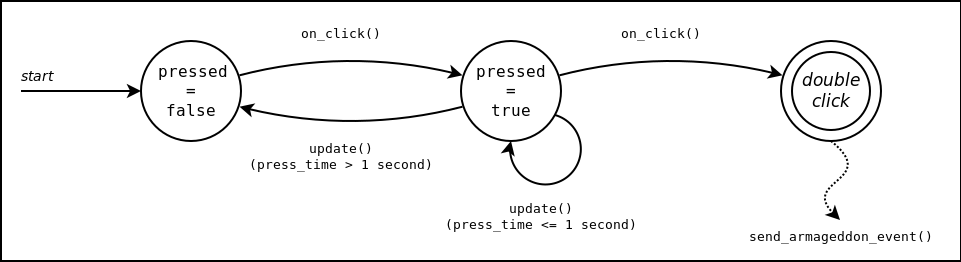 on_click()
on_click()
start
pressed
=
false
pressed
=
true
double
click
update()
(press_time > 1 second)
update()
(press_time <= 1 second)
send_armageddon_event()